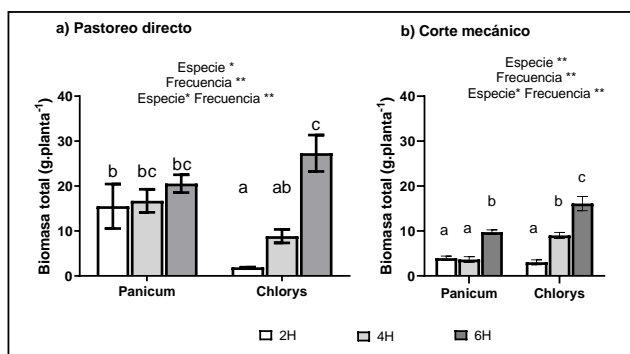 a) Pastoreo directo
Especie *
Frecuencia **
Especie* Frecuencia **
Biomasa total (g.planta-1)
40
30
20
10
0
b bc bc a ab c
Panicum Chlorys
b) Corte mecánico
Especie **
Frecuencia **
Especie* Frecuencia **
Biomasa total (g.planta-1)
40
30
20
10
0
a a b a b c
Panicum Chlorys
2H 4H 6H